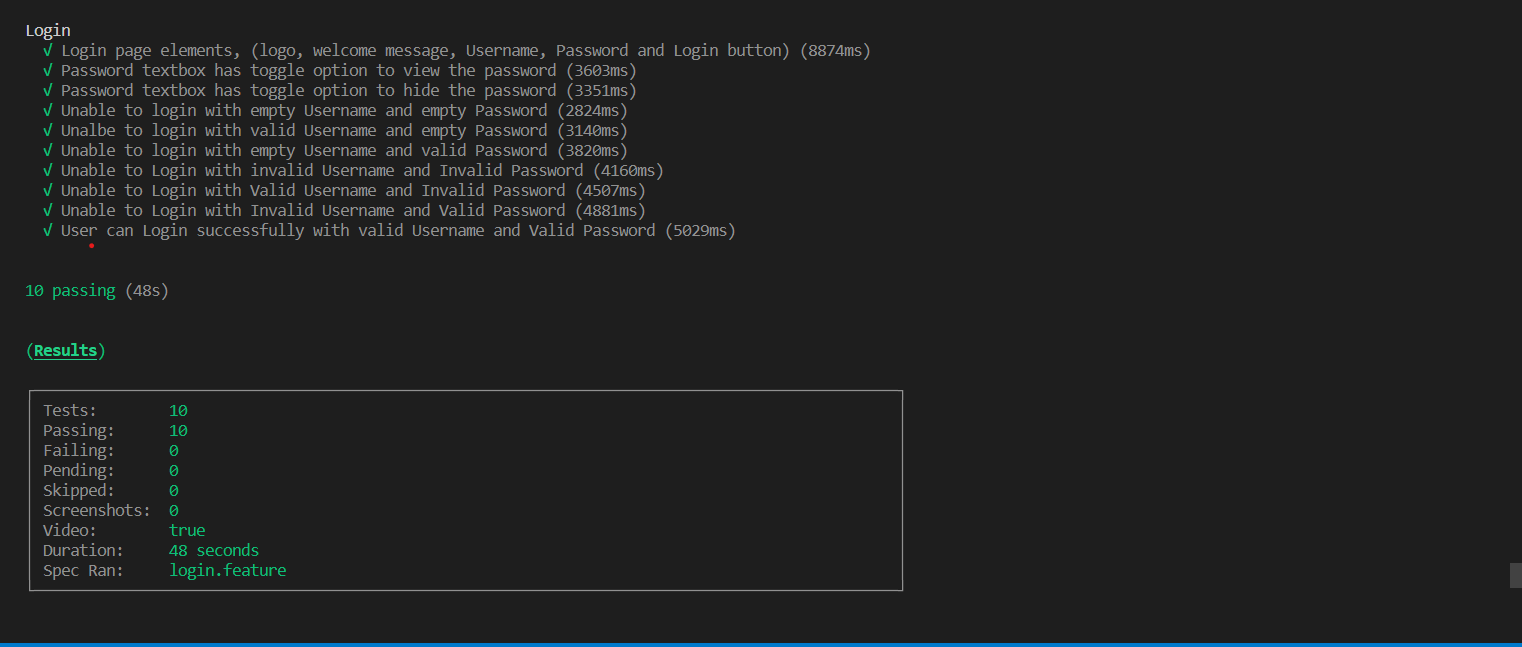 Login
√ Login page elements, (logo, welcome message, Username, Password and Login button) (8874ms)
√ Password textbox has toggle option to view the password (3603ms)
√ Password textbox has toggle option to hide the password (3351ms)
√ Unable to login with empty Username and empty Password (2824ms)
√ Unalbe to login with valid Username and empty Password (3140ms)
√ Unable to login with empty Username and valid Password (3820ms)
√ Unable to Login with invalid Username and Invalid Password (4160ms)
√ Unable to Login with Valid Username and Invalid Password (4507ms)
√ Unable to Login with Invalid Username and Valid Password (4881ms)
√ User can Login successfully with valid Username and Valid Password (5029ms)
10 passing (48s)
(Results)
Tests: 10
Passing: 10
Failing: 0
Pending: 0
Skipped: 0
Screenshots: 0
Video: true
Duration: 48 seconds
Spec Ran: login.feature